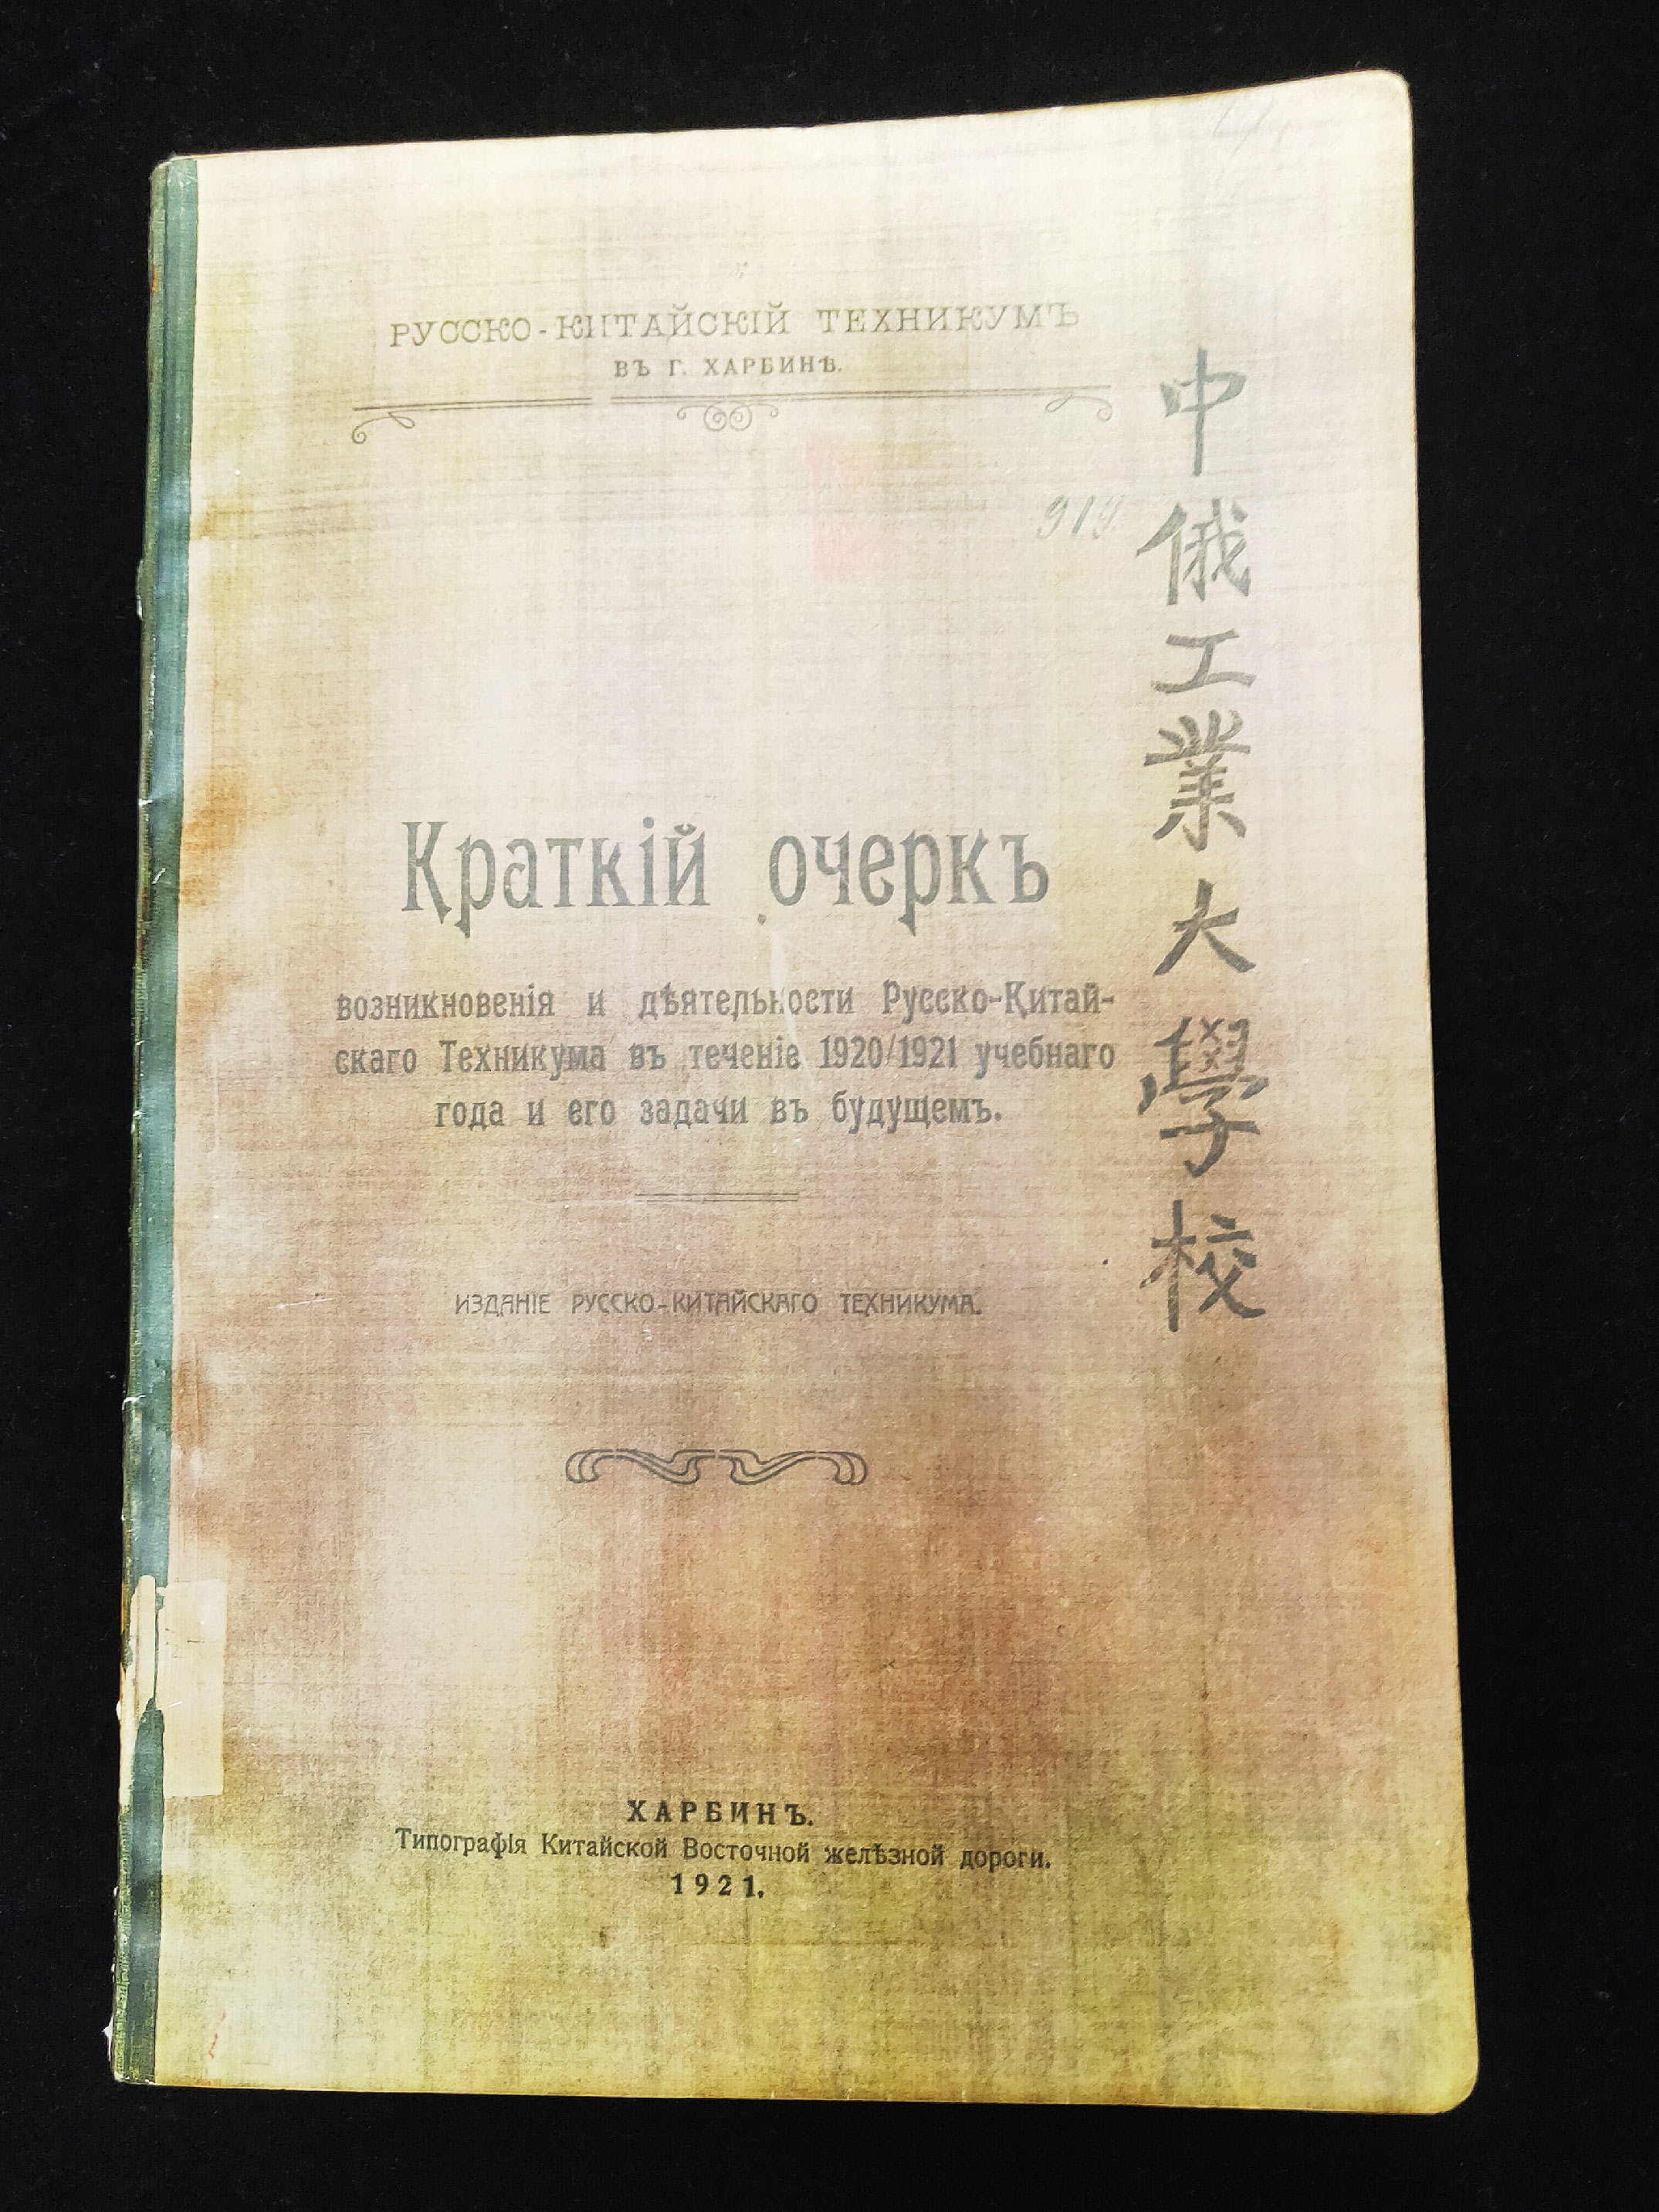 РУССКО-КИТАЙСКІЙ ТЕХНИКУМЪ
ВЪ Г. ХАРБИНѢ.
919
Краткій очеркъ
возникновенія и дѣятельности Русско-Китай-
скаго Техникума въ теченіе 1920/1921 учебнаго
года и его задачи въ будущемъ.
ИЗДАНІЕ РУССКО-КИТАЙСКАГО ТЕХНИКУМА.
ХАРБИНЪ.
Типографія Китайской Восточной желѣзной дороги.
1921.
中俄工業大學校